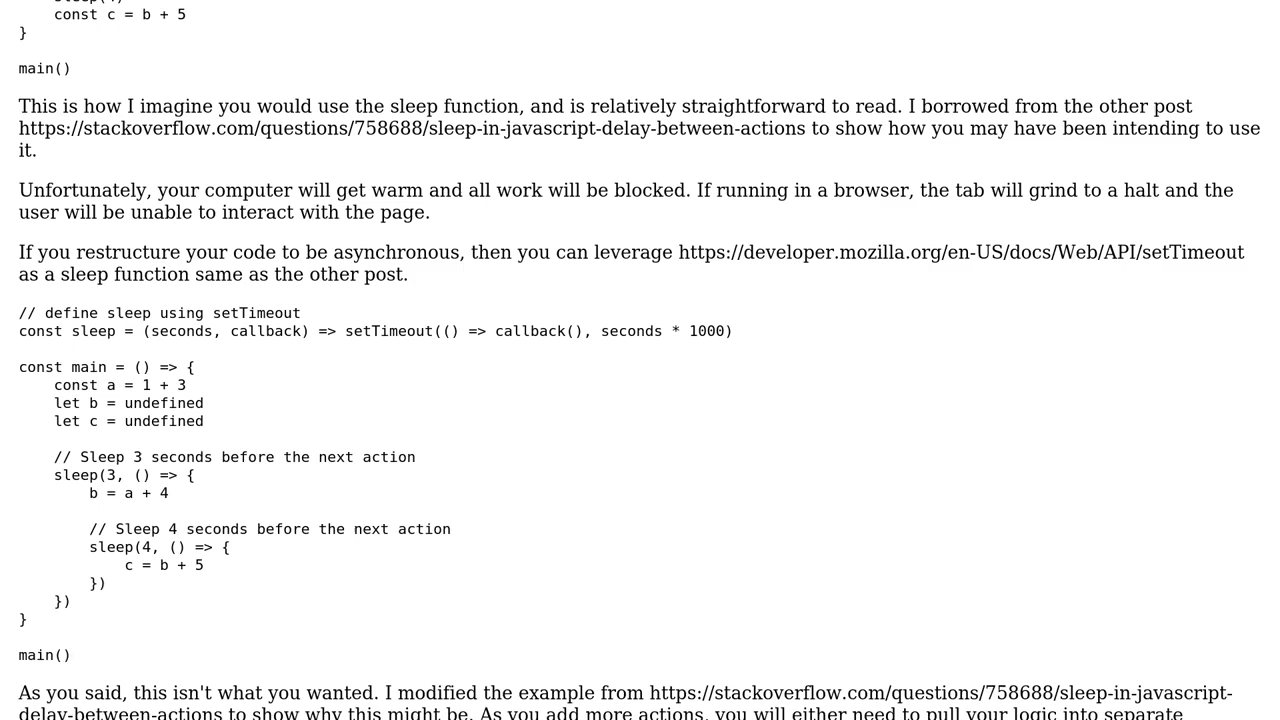 const c = b + 5
}
main()
This is how I imagine you would use the sleep function, and is relatively straightforward to read. I borrowed from the other post
https://stackoverflow.com/questions/758688/sleep-in-javascript-delay-between-actions to show how you may have been intending to use
it.
Unfortunately, your computer will get warm and all work will be blocked. If running in a browser, the tab will grind to a halt and the
user will be unable to interact with the page.
If you restructure your code to be asynchronous, then you can leverage https://developer.mozilla.org/en-US/docs/Web/API/setTimeout
as a sleep function same as the other post.
// define sleep using setTimeout
const sleep = (seconds, callback) => setTimeout(() => callback(), seconds * 1000)
const main = () => {
    const a = 1 + 3
    let b = undefined
    let c = undefined
    // Sleep 3 seconds before the next action
    sleep(3, () => {
        b = a + 4
        // Sleep 4 seconds before the next action
        sleep(4, () => {
            c = b + 5
        })
    })
}
main()
As you said, this isn't what you wanted. I modified the example from https://stackoverflow.com/questions/758688/sleep-in-javascript-
delay-between-actions to show why this might be. As you add more actions, you will either need to pull your logic into separate